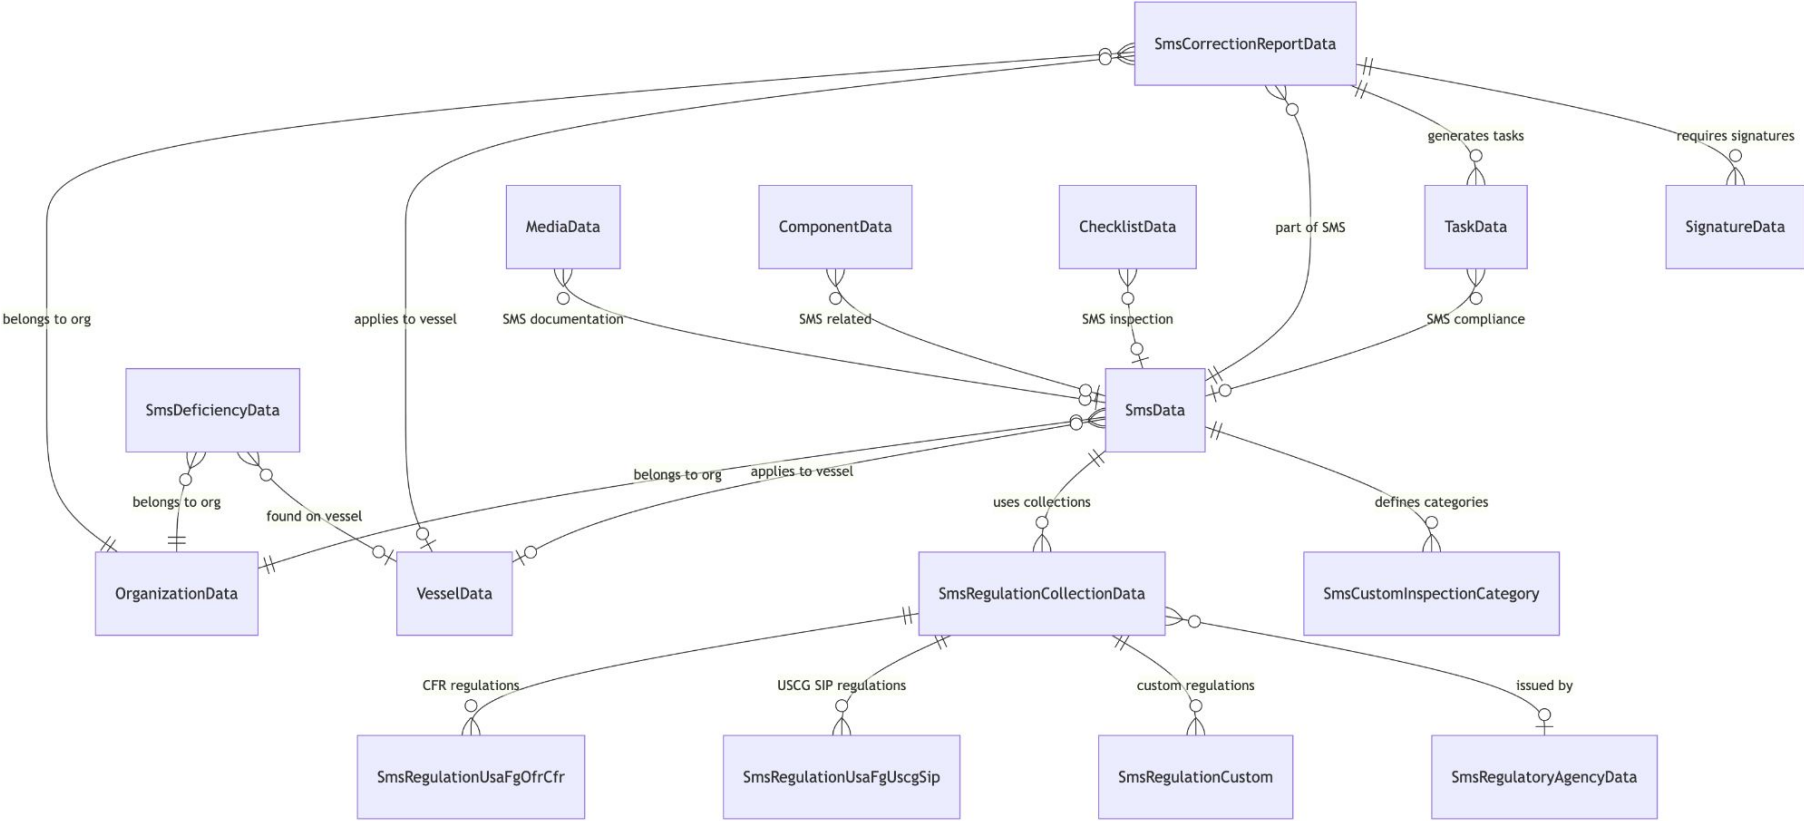 SmsCorrectionReportData
generates tasks
requires signatures
MediaData
ComponentData
ChecklistData
part of SMS
TaskData
SignatureData
belongs to org
applies to vessel
SMS documentation
SMS related
SMS inspection
SMS compliance
SmsDeficiencyData
SmsData
belongs to org
found on vessel
belongs to org
applies to vessel
uses collections
defines categories
OrganizationData
VesselData
SmsRegulationCollectionData
SmsCustomInspectionCategory
CFR regulations
USCG SIP regulations
custom regulations
issued by
SmsRegulationUsaFgOfrCfr
SmsRegulationUsaFgUscgSip
SmsRegulationCustom
SmsRegulatoryAgencyData